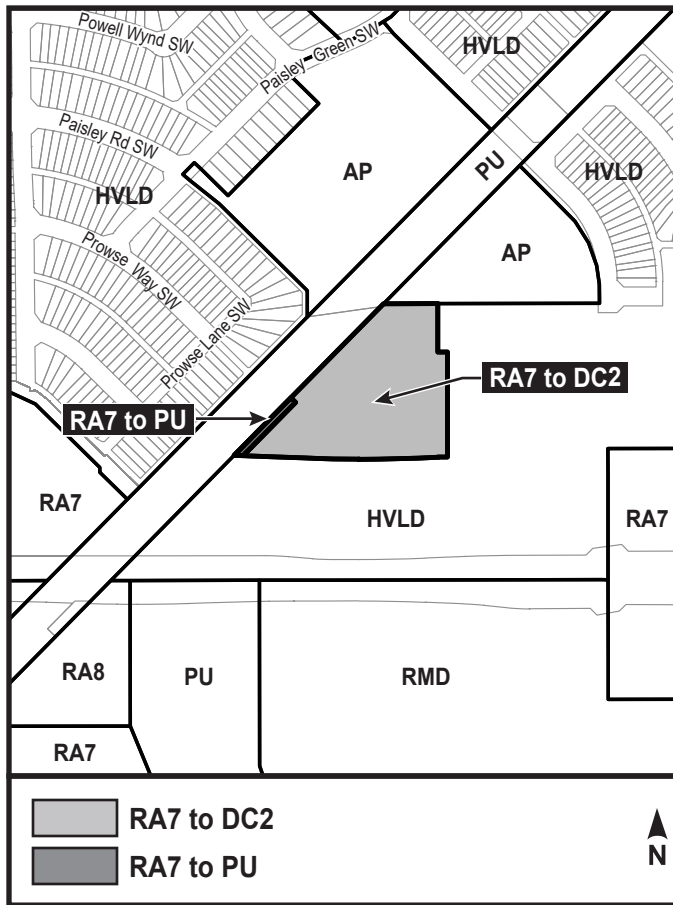 Powell Wynd SW
Paisley Green SW
HVLD
Paisley Rd SW
AP
PU
HVLD
HVLD
Prowse Way SW
AP
Prowse Lane SW
RA7 to DC2
RA7 to PU
RA7
HVLD
RA7
RA8
PU
RMD
RA7
RA7 to DC2
RA7 to PU
N